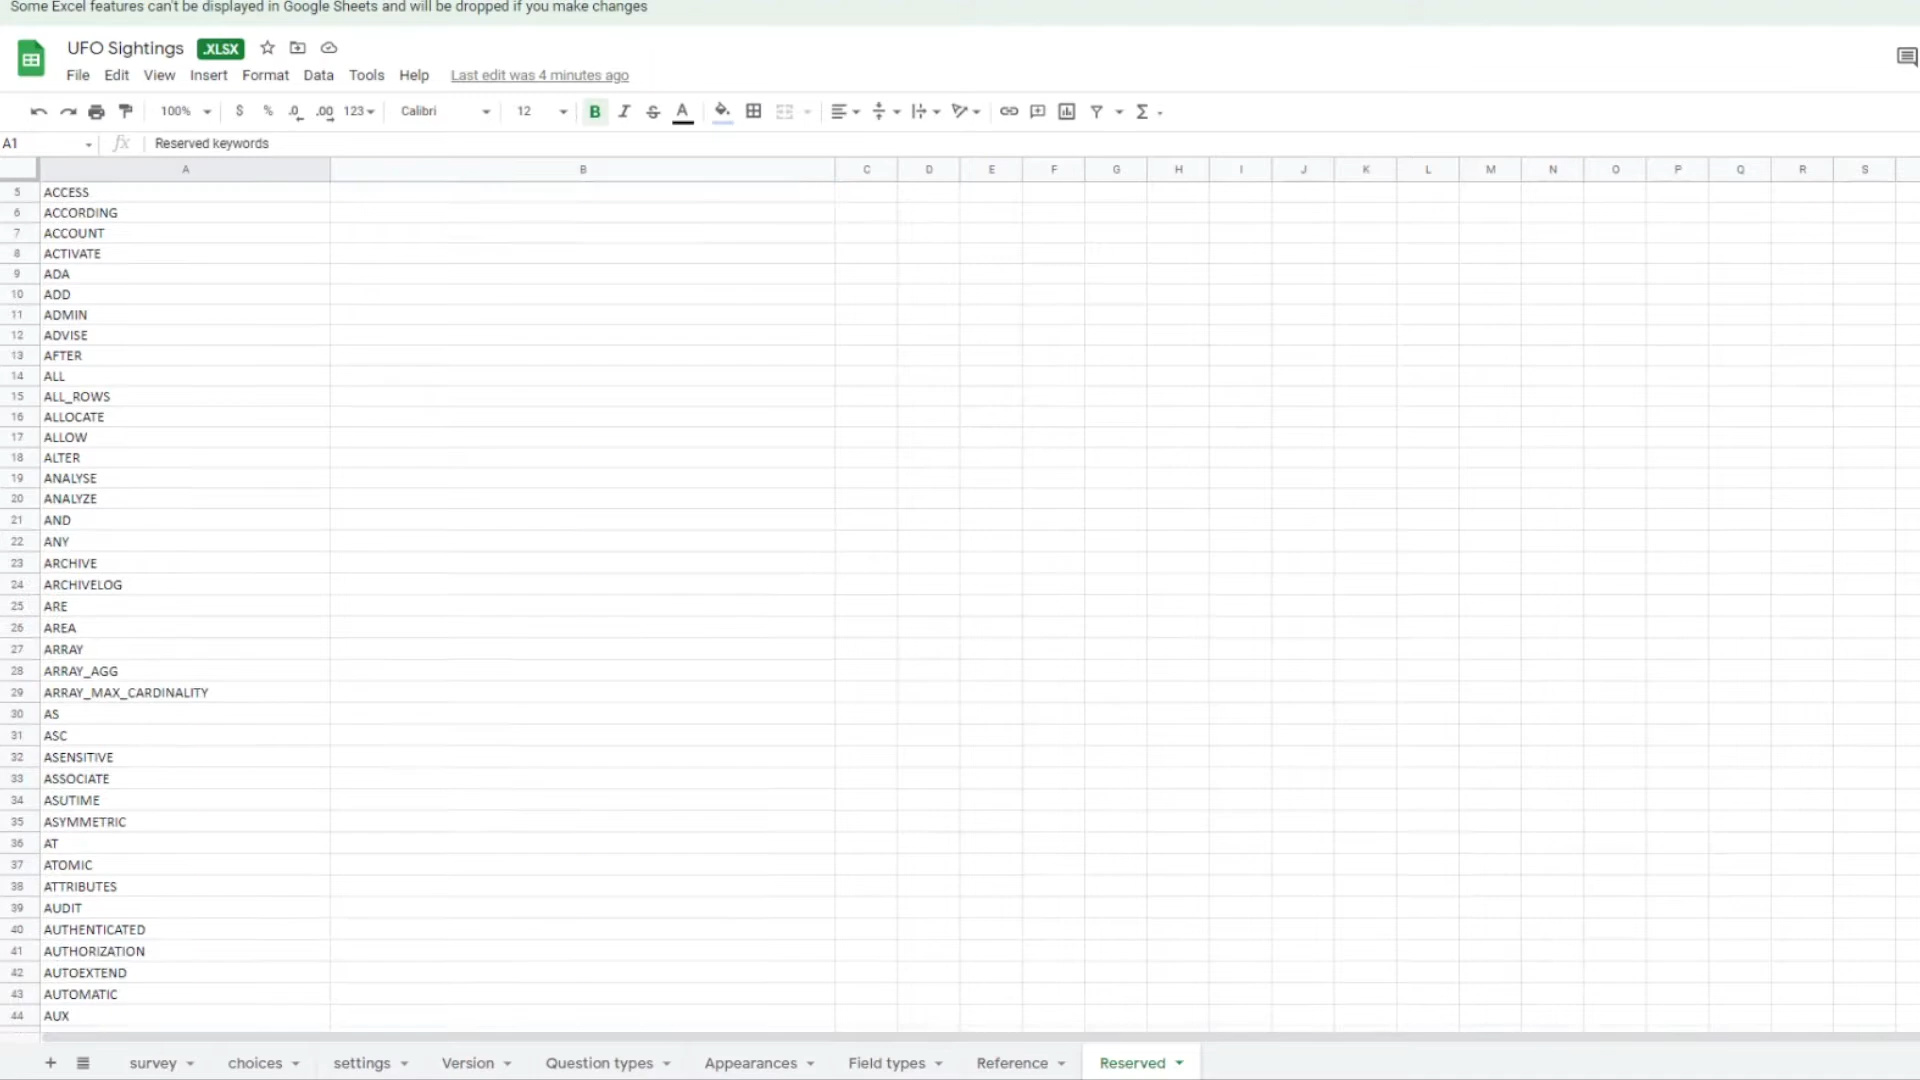 Some Excel features can't be displayed in Google Sheets and will be dropped if you make changes
UFO Sightings .XLSX
File Edit View Insert Format Data Tools Help Last edit was 4 minutes ago
100% $ % .0 .00 123 Calibri 12 B I S A Σ
A1 fx Reserved keywords
A B C D E F G H I J K L M N O P Q R S
5 ACCESS
6 ACCORDING
7 ACCOUNT
8 ACTIVATE
9 ADA
10 ADD
11 ADMIN
12 ADVISE
13 AFTER
14 ALL
15 ALL_ROWS
16 ALLOCATE
17 ALLOW
18 ALTER
19 ANALYSE
20 ANALYZE
21 AND
22 ANY
23 ARCHIVE
24 ARCHIVELOG
25 ARE
26 AREA
27 ARRAY
28 ARRAY_AGG
29 ARRAY_MAX_CARDINALITY
30 AS
31 ASC
32 ASENSITIVE
33 ASSOCIATE
34 ASUTIME
35 ASYMMETRIC
36 AT
37 ATOMIC
38 ATTRIBUTES
39 AUDIT
40 AUTHENTICATED
41 AUTHORIZATION
42 AUTOEXTEND
43 AUTOMATIC
44 AUX
+ survey choices settings Version Question types Appearances Field types Reference Reserved